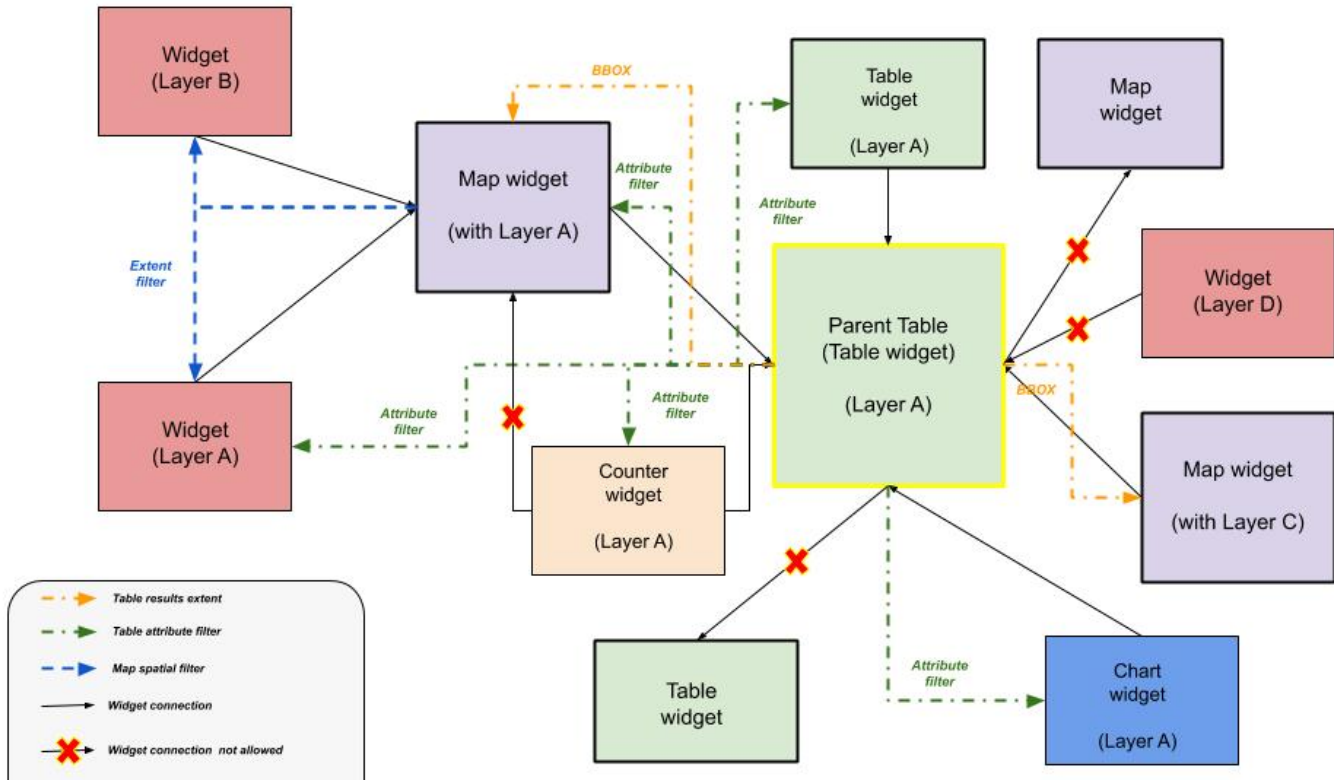 Widget
(Layer B)
BBOX
Table
widget
(Layer A)
Map
widget
Map widget
(with Layer A)
Attribute
filter
Attribute
filter
Extent
filter
Widget
(Layer D)
Parent Table
(Table widget)
(Layer A)
BBOX
Widget
(Layer A)
Attribute
filter
Attribute
filter
Counter
widget
(Layer A)
Map widget
(with Layer C)
Table results extent
Table attribute filter
Map spatial filter
Widget connection
Widget connection not allowed
Table
widget
Attribute
filter
Chart
widget
(Layer A)